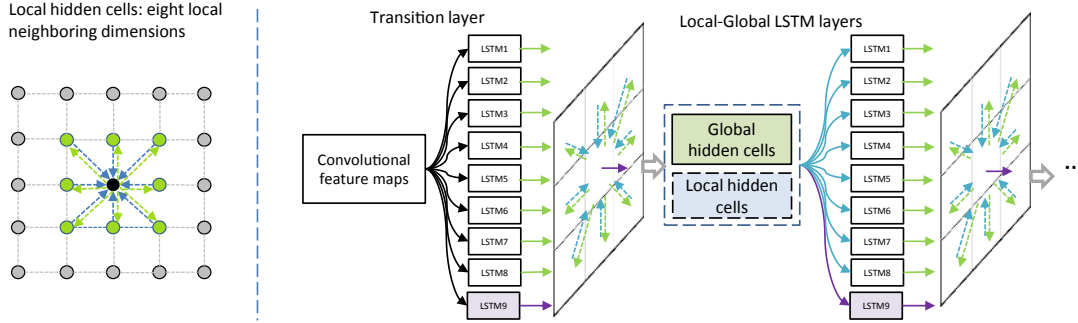 Local hidden cells: eight local
neighboring dimensions
Transition layer
Local-Global LSTM layers
Convolutional
feature maps
LSTM1
LSTM2
LSTM3
LSTM4
LSTM5
LSTM6
LSTM7
LSTM8
LSTM9
Global
hidden cells
Local hidden
cells
LSTM1
LSTM2
LSTM3
LSTM4
LSTM5
LSTM6
LSTM7
LSTM8
LSTM9
..